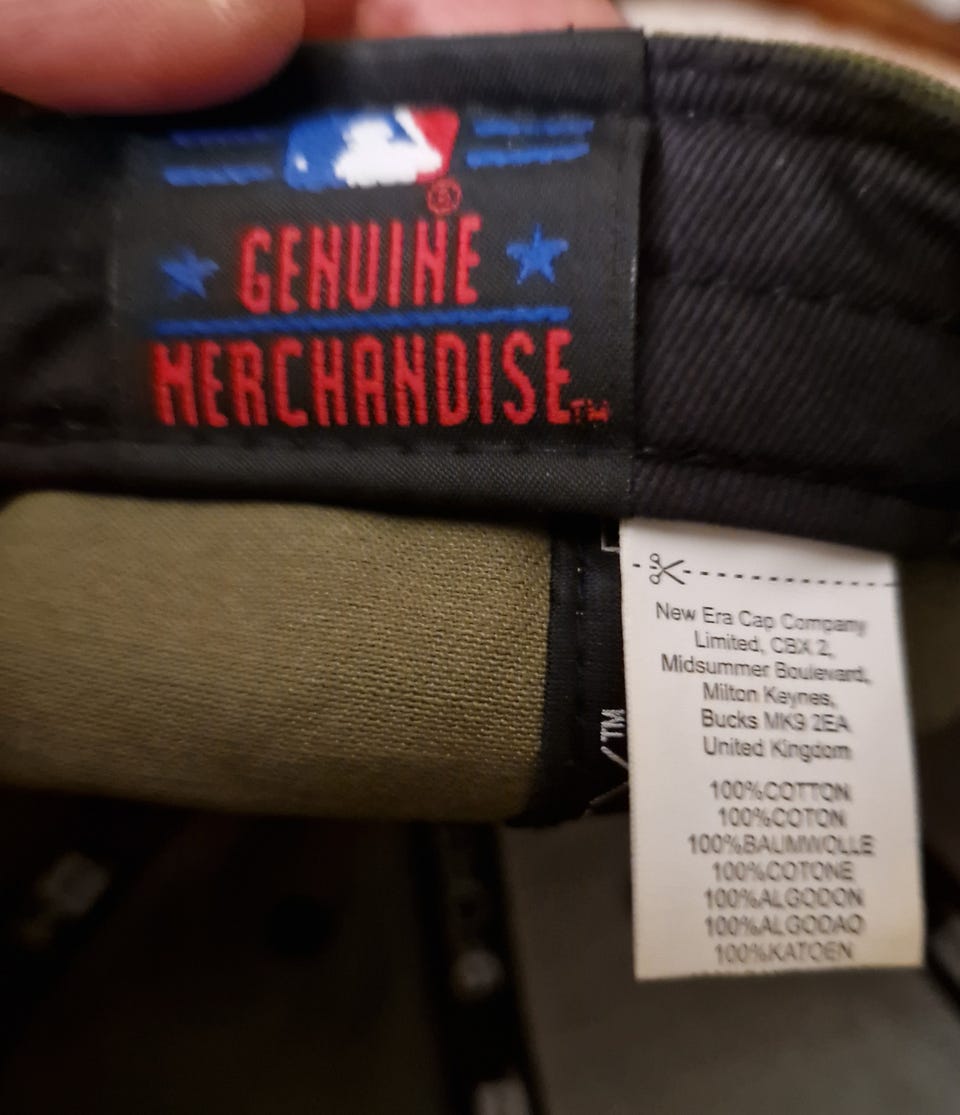 ®
GENUINE
MERCHANDISE™
New Era Cap Company
Limited, CBX 2,
Midsummer Boulevard,
Milton Keynes,
Bucks MK9 2EA
United Kingdom
100%COTTON
100%COTON
100%BAUMWOLLE
100%COTONE
100%ALGODON
100%ALGODAO
100%KATOEN
TM